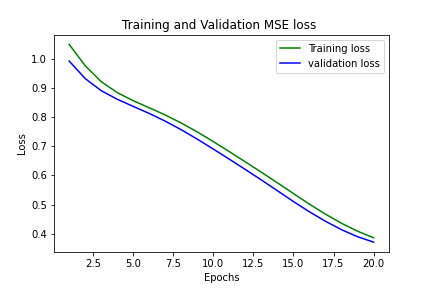 Training and Validation MSE loss
Training loss
validation loss
1.0
0.9
0.8
0.7
0.6
0.5
0.4
Loss
2.5 5.0 7.5 10.0 12.5 15.0 17.5 20.0
Epochs